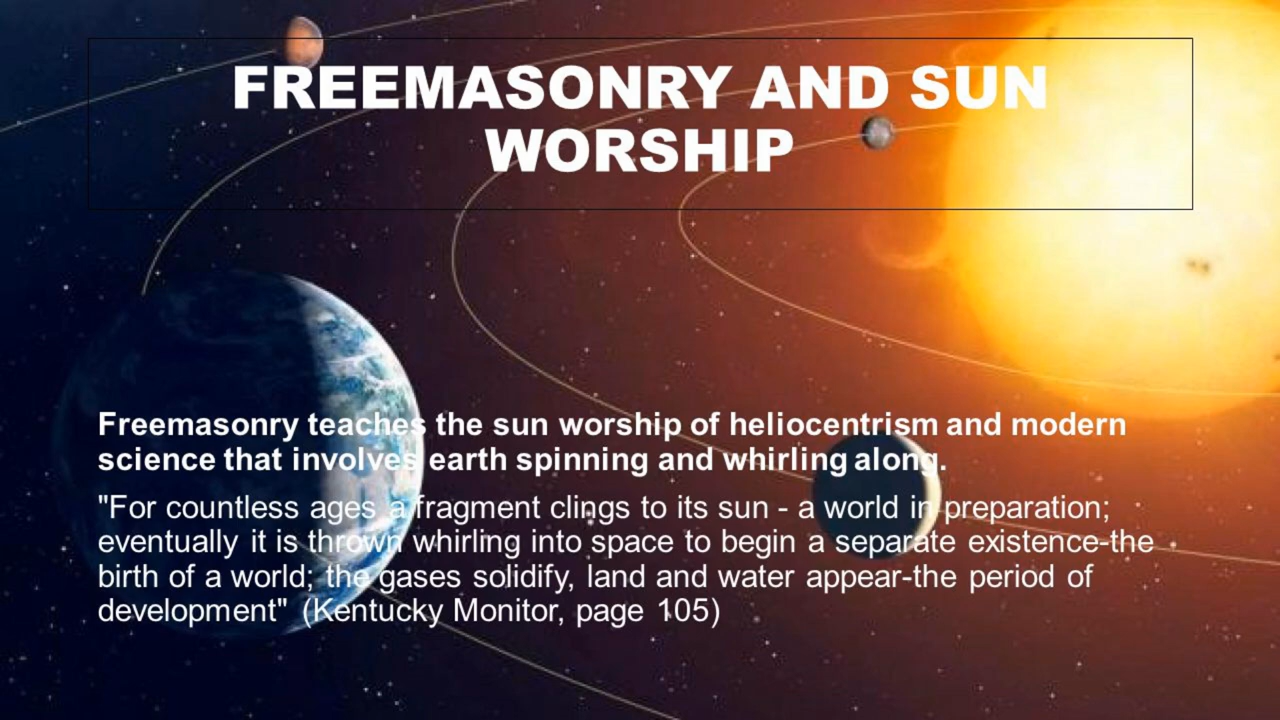 FREEMASONRY AND SUN
WORSHIP
Freemasonry teaches the sun worship of heliocentrism and modern
science that involves earth spinning and whirling along.
"For countless ages a fragment clings to its sun - a world in preparation;
eventually it is thrown whirling into space to begin a separate existence-the
birth of a world; the gases solidify, land and water appear-the period of
development" (Kentucky Monitor, page 105)